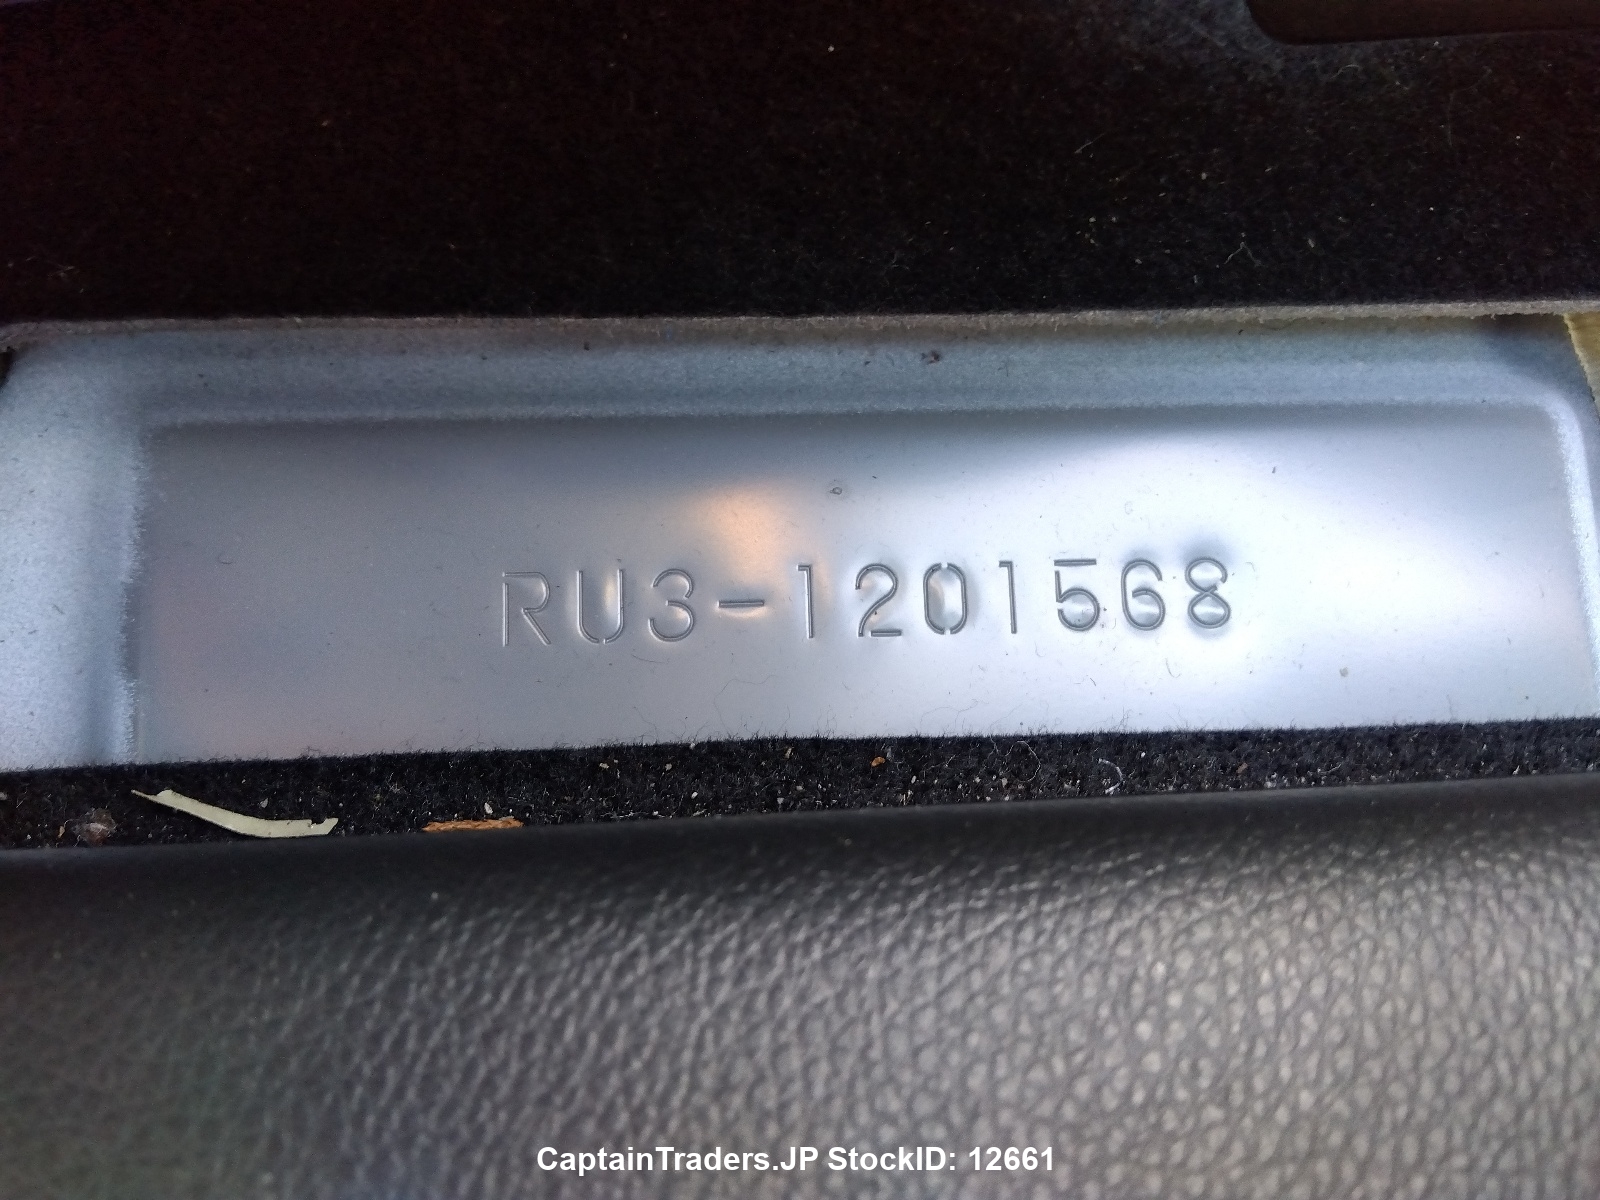 RU3-1201568
CaptainTraders.JP StockID: 12661